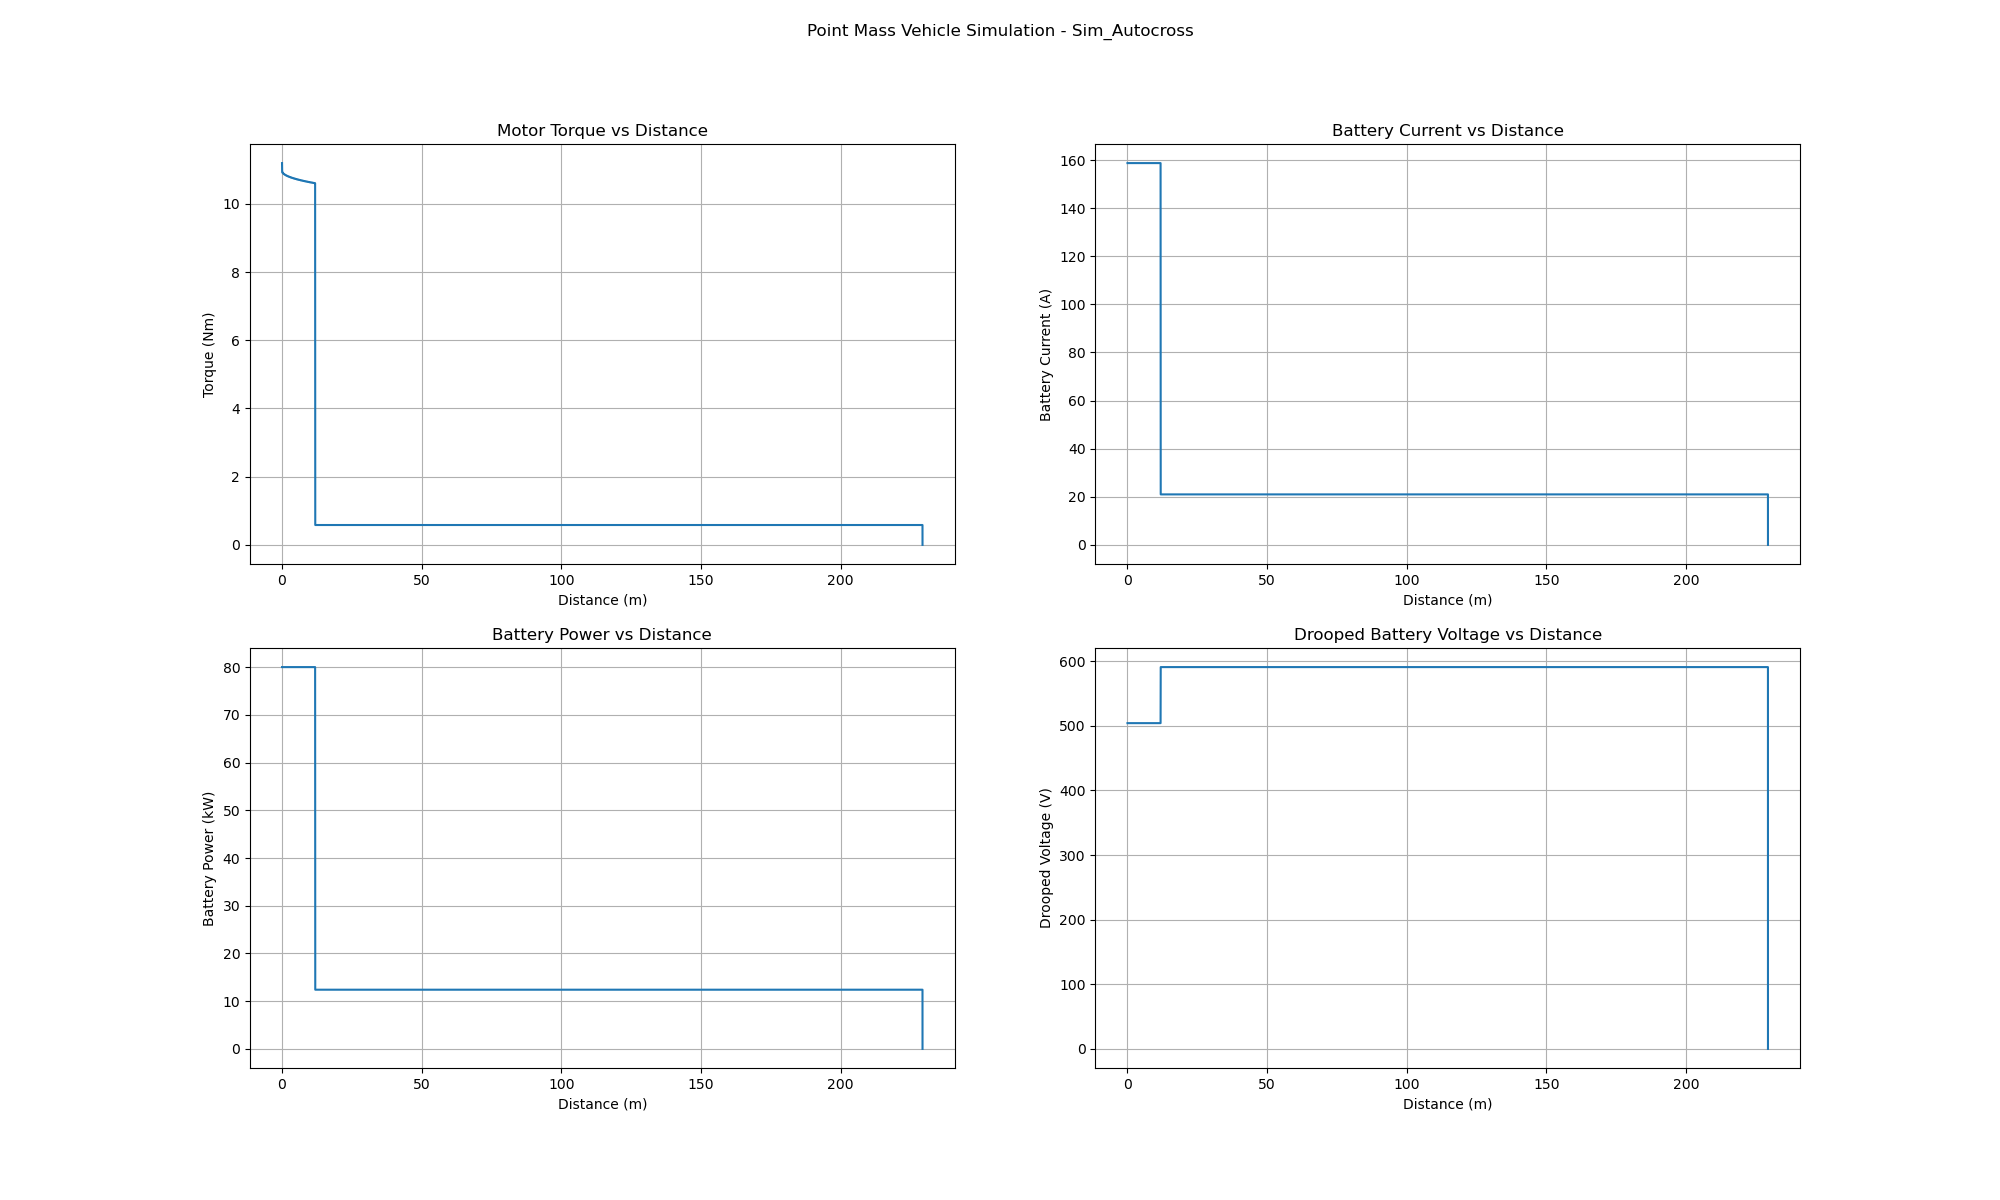 Point Mass Vehicle Simulation - Sim_Autocross
Motor Torque vs Distance
Torque (Nm)
10
8
6
4
2
0
0 50 100 150 200
Distance (m)
Battery Current vs Distance
Battery Current (A)
160
140
120
100
80
60
40
20
0
0 50 100 150 200
Distance (m)
Battery Power vs Distance
Battery Power (kW)
80
70
60
50
40
30
20
10
0
0 50 100 150 200
Distance (m)
Drooped Battery Voltage vs Distance
Drooped Voltage (V)
600
500
400
300
200
100
0
0 50 100 150 200
Distance (m)